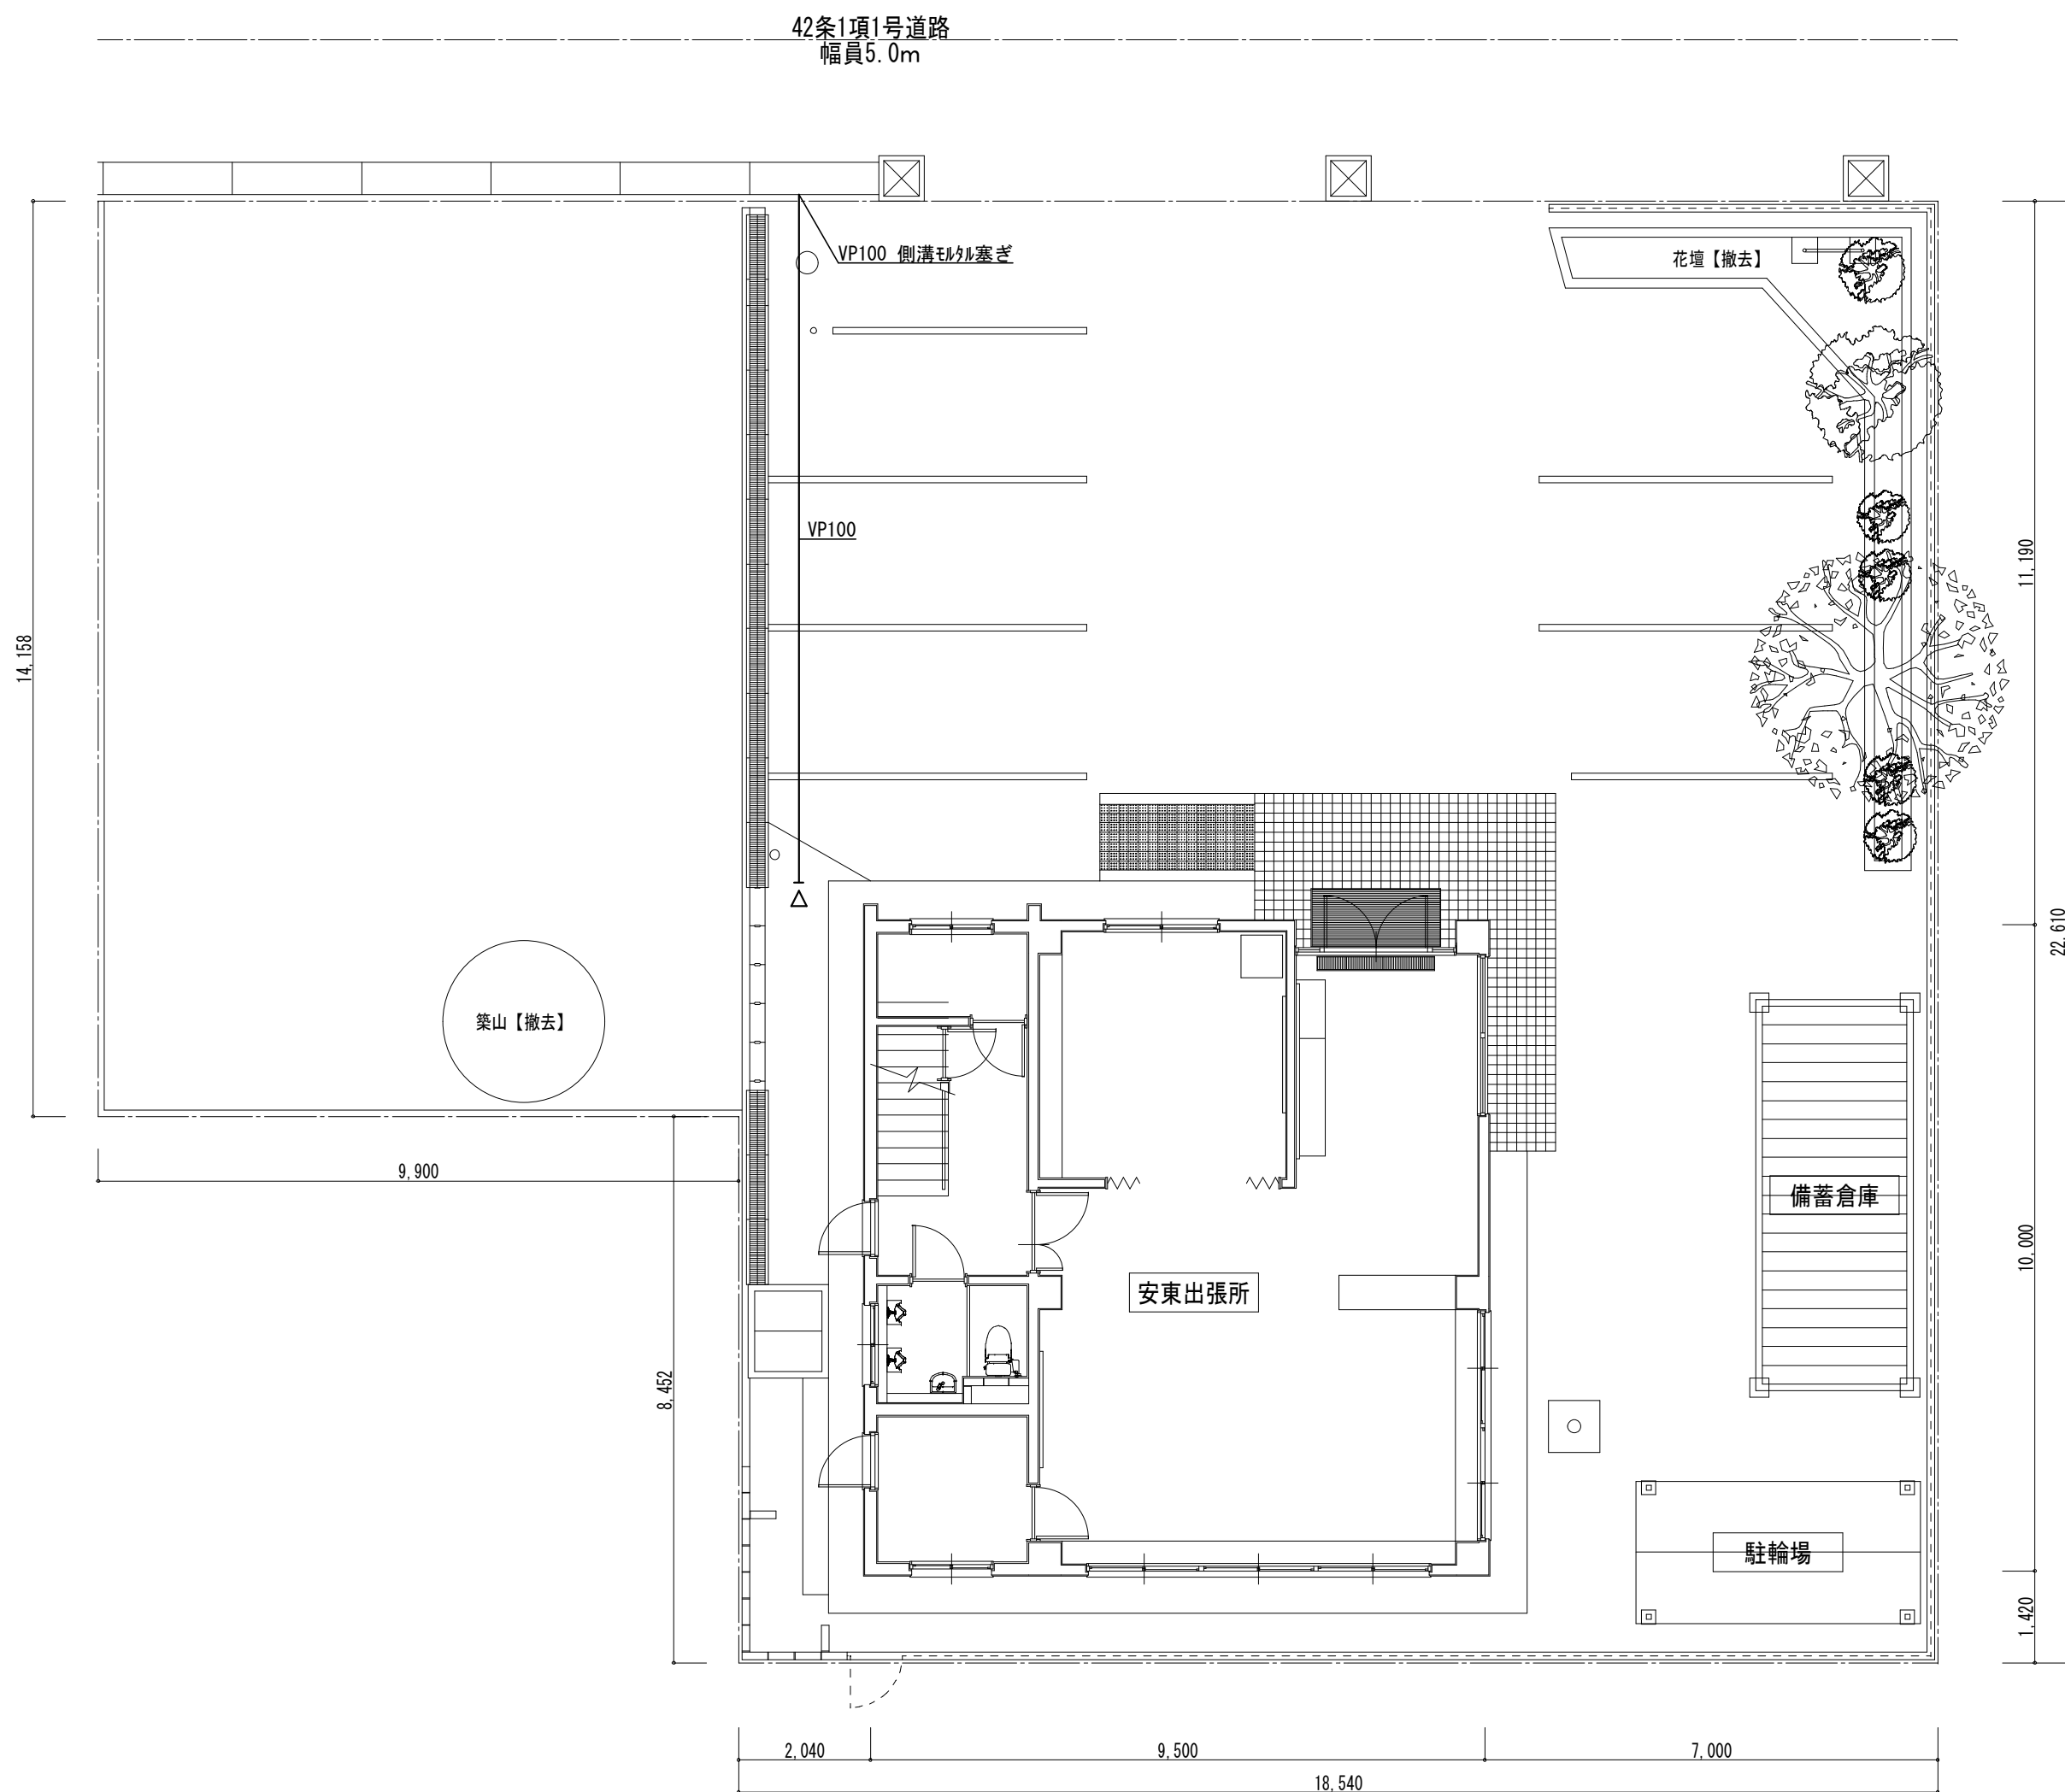 42条1項1号道路
幅員5.0m
VP100 側溝ﾓﾙﾀﾙ塞ぎ
花壇【撤去】
VP100
11,190
14,158
22,610
築山【撤去】
9,900
備蓄倉庫
10,000
安東出張所
8,452
駐輪場
1,420
2,040
9,500
7,000
18,540